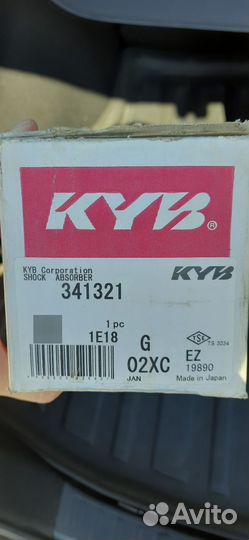 KYB®
KYB Corporation
SHOCK ABSORBER
KYB
341321
1 pc
1E18
G
02XC
JAN
TSE
TS 3034
EZ
19890
Made in Japan
Avito